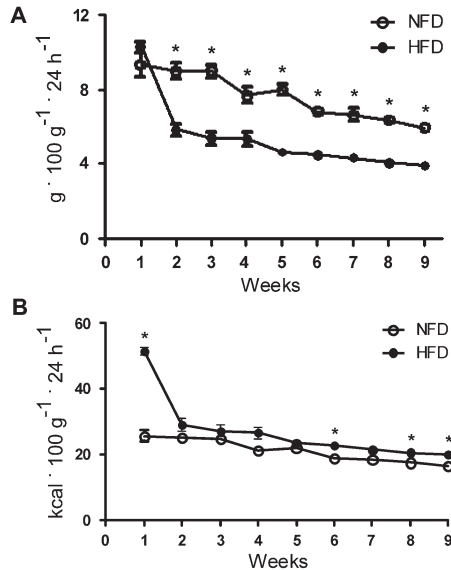 A
12
8
4
0
g · 100 g⁻¹ · 24 h⁻¹
NFD
HFD
* * * * * * * *
0 1 2 3 4 5 6 7 8 9
Weeks
B
60
40
20
0
kcal · 100 g⁻¹ · 24 h⁻¹
NFD
HFD
* * * *
0 1 2 3 4 5 6 7 8 9
Weeks